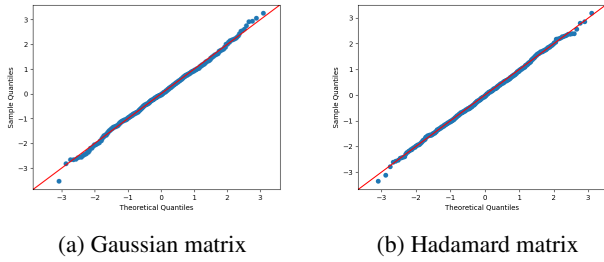 3
2
1
0
−1
−2
−3
Sample Quantiles
−3 −2 −1 0 1 2 3
Theoretical Quantiles
(a) Gaussian matrix
3
2
1
0
−1
−2
−3
Sample Quantiles
−3 −2 −1 0 1 2 3
Theoretical Quantiles
(b) Hadamard matrix